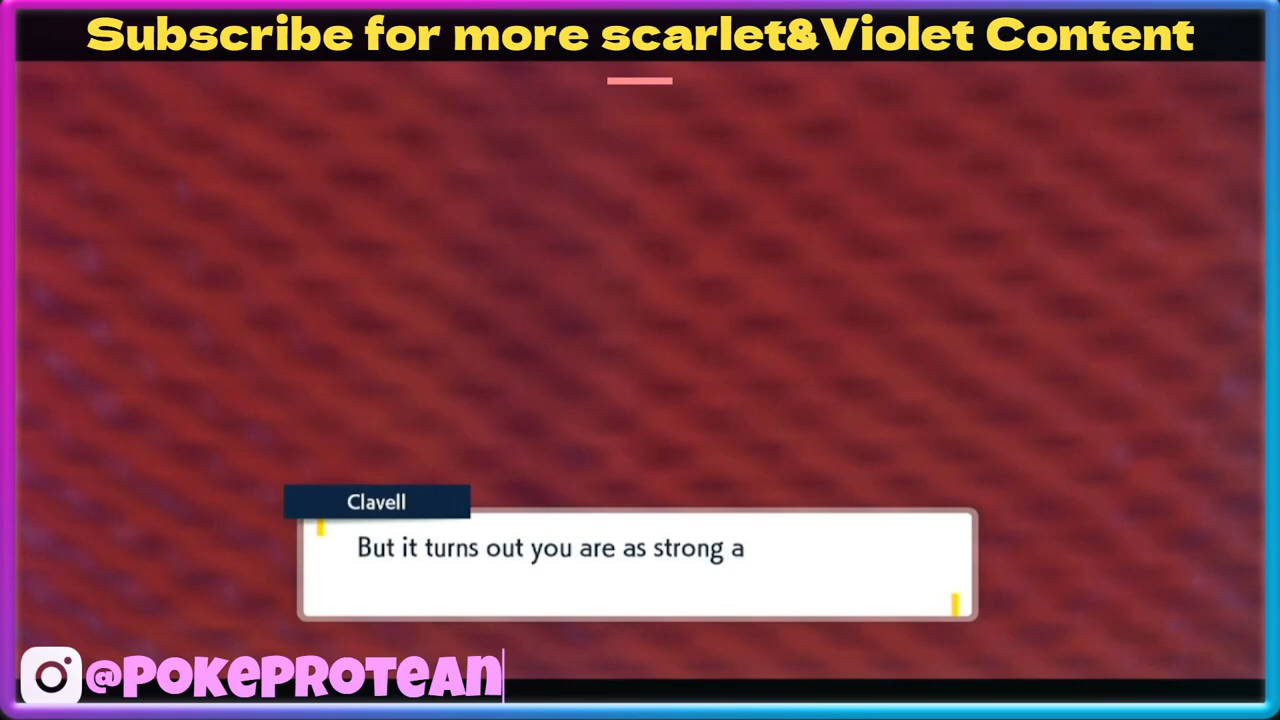 Subscribe for more scarlet&Violet Content
Clavell
But it turns out you are as strong a
@POKEPROTEAN